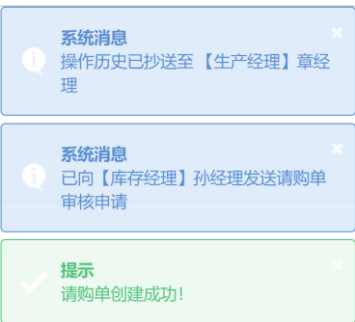 系统消息
操作历史已抄送至【生产经理】章经
理
系统消息
已向【库存经理】孙经理发送请购单
审核申请
提示
请购单创建成功！